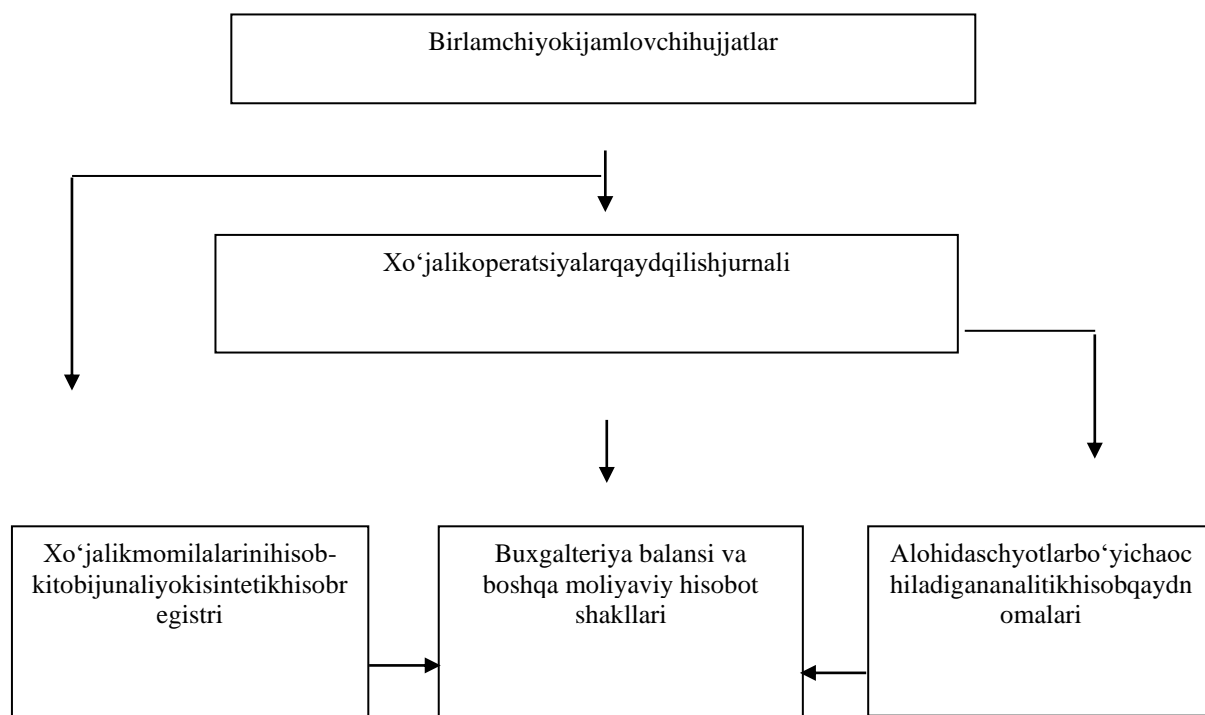 Birlamchiyokijamlovchihujjatlar
Xo‘jalikoperatsiyalarqaydqilishjurnali
Xo‘jalikmomilalarinihisob-
kitobijunaliyokisintetikhisobr
egistri
Buxgalteriya balansi va
boshqa moliyaviy hisobot
shakllari
Alohidaschyotlarbo‘yichaoc
hiladigananalitikhisobqaydn
omalari